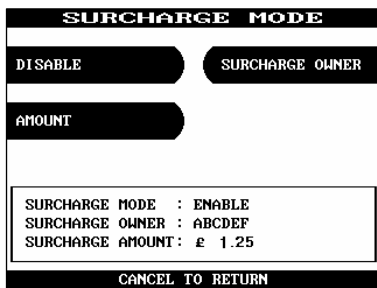 SURCHARGE MODE
DISABLE
SURCHARGE OWNER
AMOUNT
SURCHARGE MODE : ENABLE
SURCHARGE OWNER : ABCDEF
SURCHARGE AMOUNT: £ 1.25
CANCEL TO RETURN